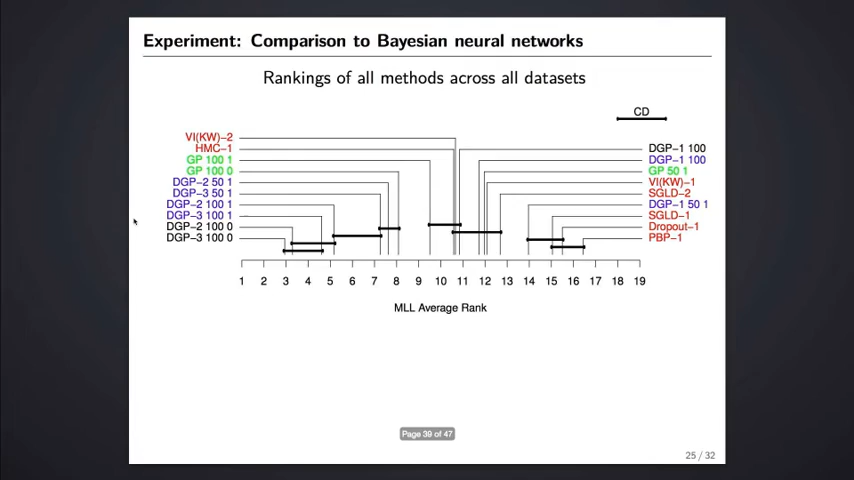 Experiment: Comparison to Bayesian neural networks
Rankings of all methods across all datasets
CD
VI(KW)−2
HMC−1
GP 100 1
GP 100 0
DGP−2 50 1
DGP−3 50 1
DGP−2 100 1
DGP−3 100 1
DGP−2 100 0
DGP−3 100 0
DGP−1 100
DGP−1 100
GP 50 1
VI(KW)−1
SGLD−2
DGP−1 50 1
SGLD−1
Dropout−1
PBP−1
1 2 3 4 5 6 7 8 9 10 11 12 13 14 15 16 17 18 19
MLL Average Rank
Page 39 of 47
25 / 32